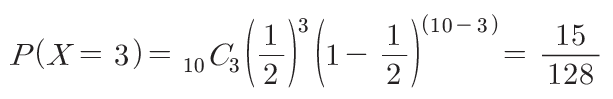 P(X = 3) = ₁₀C₃(1/2)³(1 − 1/2)⁽¹⁰⁻³⁾ = 15/128